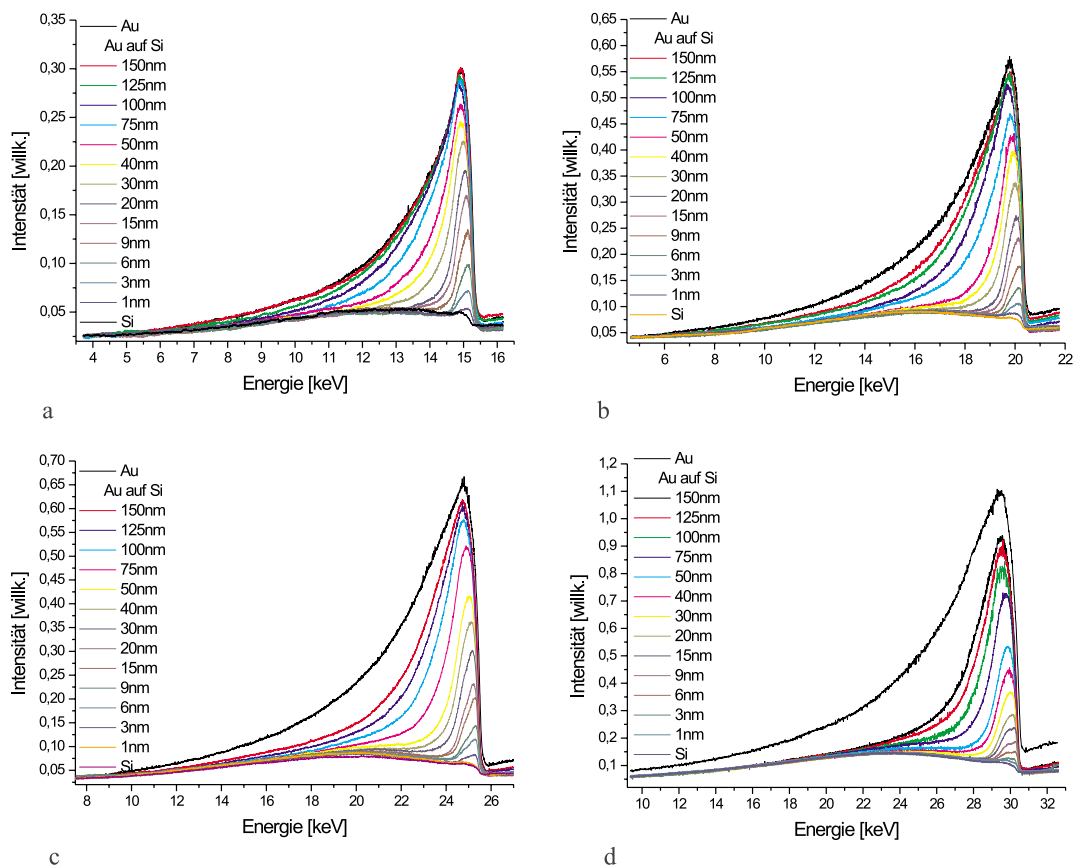 0,35
0,30
0,25
0,20
0,15
0,10
0,05
Intenstät [willk.]
Au
Au auf Si
150nm
125nm
100nm
75nm
50nm
40nm
30nm
20nm
15nm
9nm
6nm
3nm
1nm
Si
4 5 6 7 8 9 10 11 12 13 14 15 16
Energie [keV]
a
0,65
0,60
0,55
0,50
0,45
0,40
0,35
0,30
0,25
0,20
0,15
0,10
0,05
Intensität [willk.]
Au
Au auf Si
150nm
125nm
100nm
75nm
50nm
40nm
30nm
20nm
15nm
9nm
6nm
3nm
1nm
Si
6 8 10 12 14 16 18 20 22
Energie [keV]
b
0,70
0,65
0,60
0,55
0,50
0,45
0,40
0,35
0,30
0,25
0,20
0,15
0,10
0,05
Intensität [willk.]
Au
Au auf Si
150nm
125nm
100nm
75nm
50nm
40nm
30nm
20nm
15nm
9nm
6nm
3nm
1nm
Si
8 10 12 14 16 18 20 22 24 26
Energie [keV]
c
1,2
1,1
1,0
0,9
0,8
0,7
0,6
0,5
0,4
0,3
0,2
0,1
Intensität [willk.]
Au
Au auf Si
150nm
125nm
100nm
75nm
50nm
40nm
30nm
20nm
15nm
9nm
6nm
3nm
1nm
Si
10 12 14 16 18 20 22 24 26 28 30 32
Energie [keV]
d